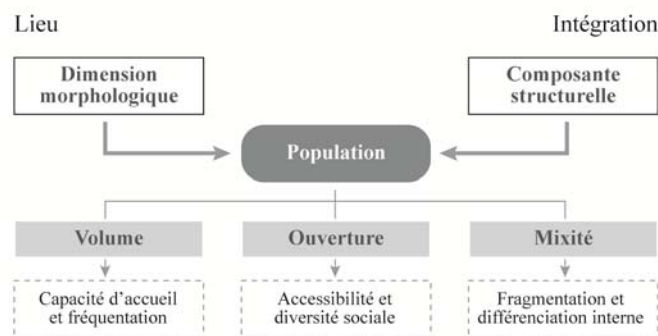 Lieu
Intégration
Dimension
morphologique
Composante
structurelle
Population
Volume
Ouverture
Mixité
Capacité d'accueil
et fréquentation
Accessibilité et
diversité sociale
Fragmentation et
différenciation interne